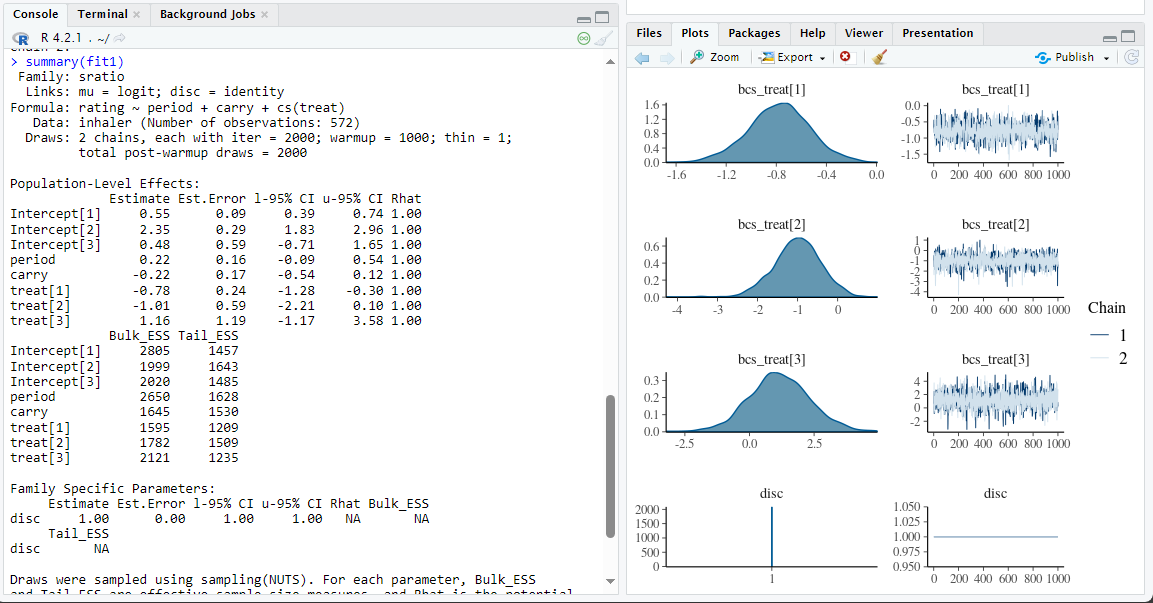 Console Terminal Background Jobs
R 4.2.1 . ~/
> summary(fit1)
 Family: sratio
  Links: mu = logit; disc = identity
Formula: rating ~ period + carry + cs(treat)
   Data: inhaler (Number of observations: 572)
  Draws: 2 chains, each with iter = 2000; warmup = 1000; thin = 1;
         total post-warmup draws = 2000
Population-Level Effects:
             Estimate Est.Error l-95% CI u-95% CI Rhat
Intercept[1]     0.55      0.09     0.39     0.74 1.00
Intercept[2]     2.35      0.29     1.83     2.96 1.00
Intercept[3]     0.48      0.59    -0.71     1.65 1.00
period           0.22      0.16    -0.09     0.54 1.00
carry           -0.22      0.17    -0.54     0.12 1.00
treat[1]        -0.78      0.24    -1.28    -0.30 1.00
treat[2]        -1.01      0.59    -2.21     0.10 1.00
treat[3]         1.16      1.19    -1.17     3.58 1.00
             Bulk_ESS Tail_ESS
Intercept[1]     2805     1457
Intercept[2]     1999     1643
Intercept[3]     2020     1485
period           2650     1628
carry            1645     1530
treat[1]         1595     1209
treat[2]         1782     1509
treat[3]         2121     1235
Family Specific Parameters:
     Estimate Est.Error l-95% CI u-95% CI Rhat Bulk_ESS
disc     1.00      0.00     1.00     1.00   NA       NA
     Tail_ESS
disc       NA
Draws were sampled using sampling(NUTS). For each parameter, Bulk_ESS
and Tail_ESS are effective sample size measures, and Rhat is the potential
Files Plots Packages Help Viewer Presentation
Zoom Export Publish
bcs_treat[1] bcs_treat[1]
1.6
1.2
0.8
0.4
0.0
-1.6 -1.2 -0.8 -0.4 0.0
0.0
-0.5
-1.0
-1.5
0 200 400 600 800 1000
bcs_treat[2] bcs_treat[2]
0.6
0.4
0.2
0.0
-4 -3 -2 -1 0
1
0
-1
-2
-3
-4
0 200 400 600 800 1000
Chain
1
2
bcs_treat[3] bcs_treat[3]
0.3
0.2
0.1
0.0
-2.5 0.0 2.5
4
2
0
-2
0 200 400 600 800 1000
disc disc
2000
1500
1000
500
0
1
1.050
1.025
1.000
0.975
0.950
0 200 400 600 800 1000